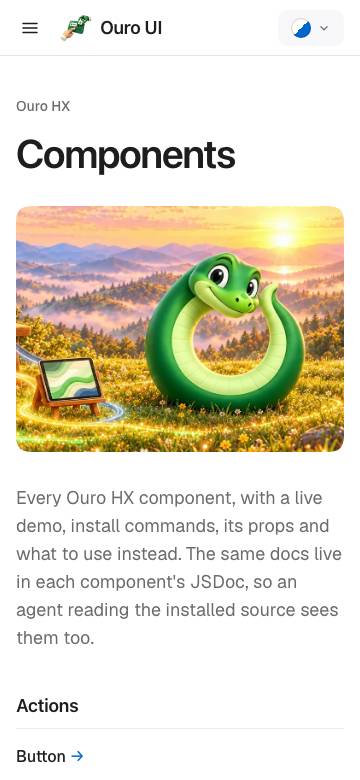 Ouro UI
Ouro HX
Components
Every Ouro HX component, with a live
demo, install commands, its props and
what to use instead. The same docs live
in each component's JSDoc, so an
agent reading the installed source sees
them too.
Actions
Button →